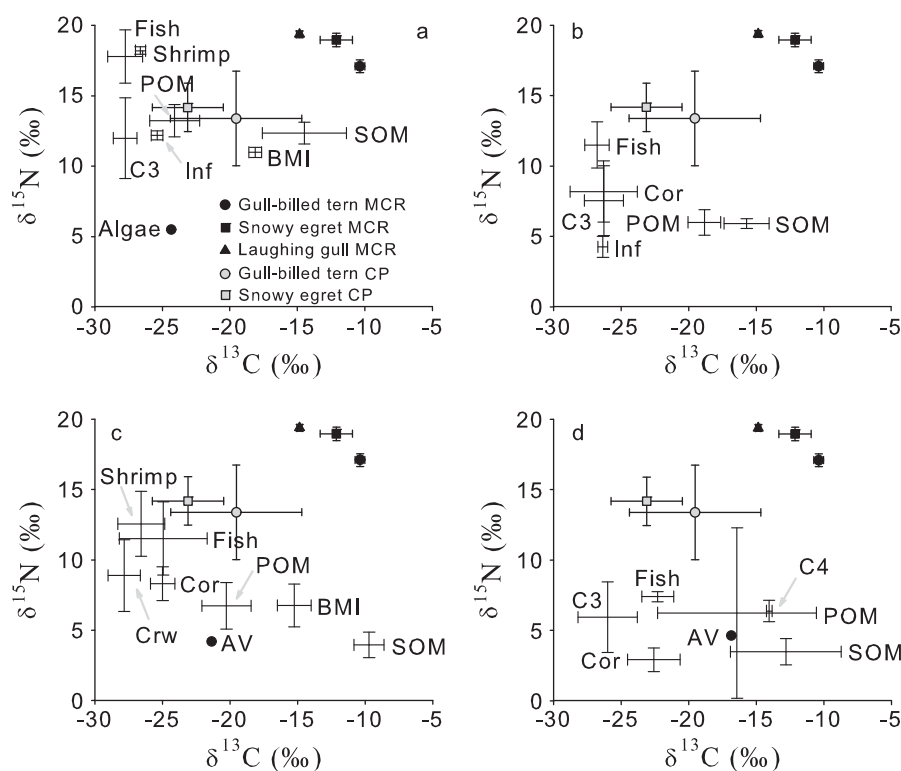 20
15
10
5
0
δ15N (‰)
a
Fish
Shrimp
POM
SOM
BMI
C3
Inf
Algae
Gull-billed tern MCR
Snowy egret MCR
Laughing gull MCR
Gull-billed tern CP
Snowy egret CP
-30 -25 -20 -15 -10 -5
δ13C (‰)
20
15
10
5
0
δ15N (‰)
b
Fish
Cor
C3
POM
SOM
Inf
-30 -25 -20 -15 -10 -5
δ13C (‰)
20
15
10
5
0
δ15N (‰)
c
Shrimp
Fish
Cor
POM
BMI
Crw
AV
SOM
-30 -25 -20 -15 -10 -5
δ13C (‰)
20
15
10
5
0
δ15N (‰)
d
C4
Fish
C3
POM
AV
Cor
SOM
-30 -25 -20 -15 -10 -5
δ13C (‰)